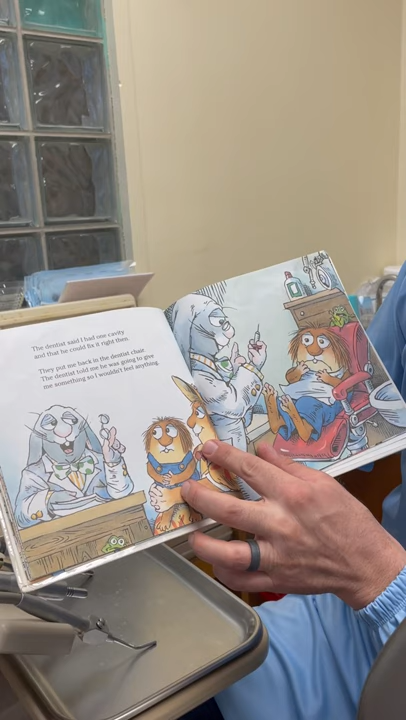 The dentist said I had one cavity
and that he could fix it right then.
They put me back in the dentist chair.
The dentist told me he was going to give
me something so I wouldn't feel anything.